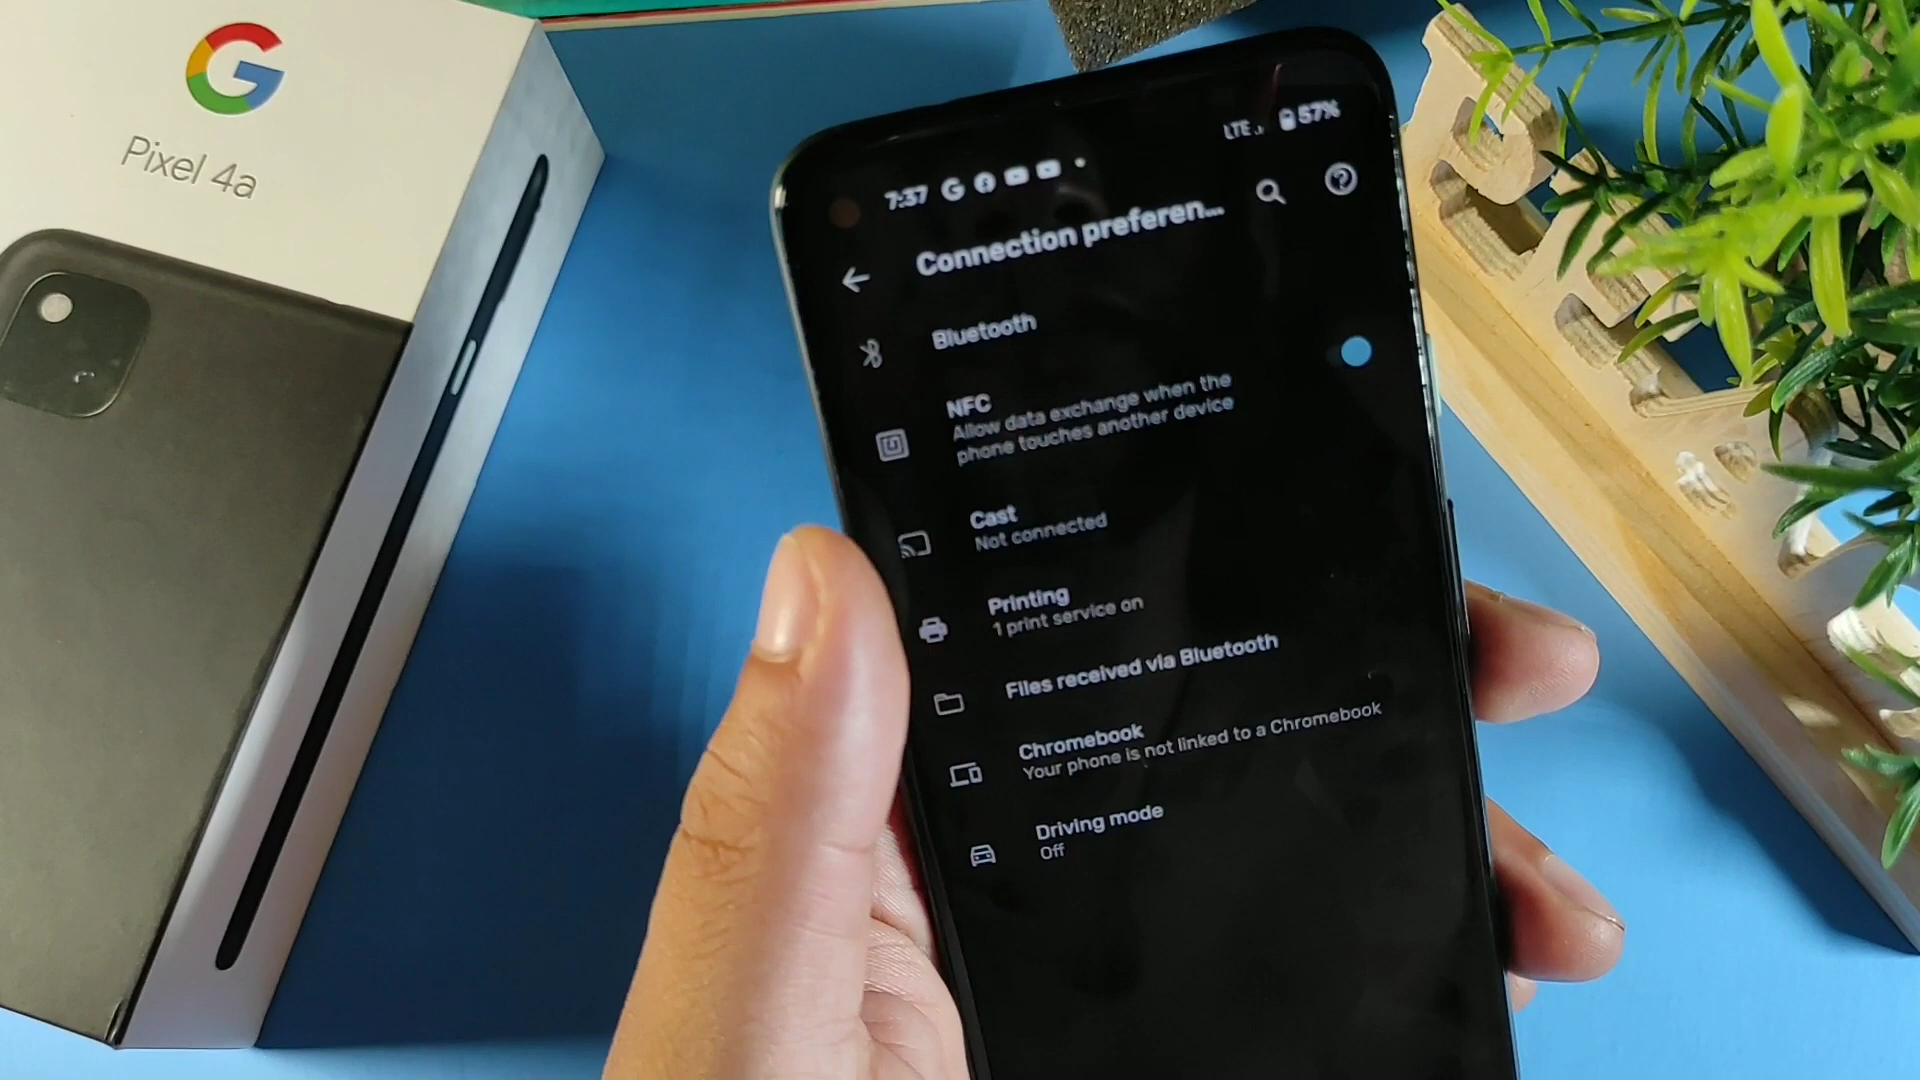 Pixel 4a
7:37
LTE
57%
Connection preferen...
Bluetooth
NFC
Allow data exchange when the
phone touches another device
Cast
Not connected
Printing
1 print service on
Files received via Bluetooth
Chromebook
Your phone is not linked to a Chromebook
Driving mode
Off